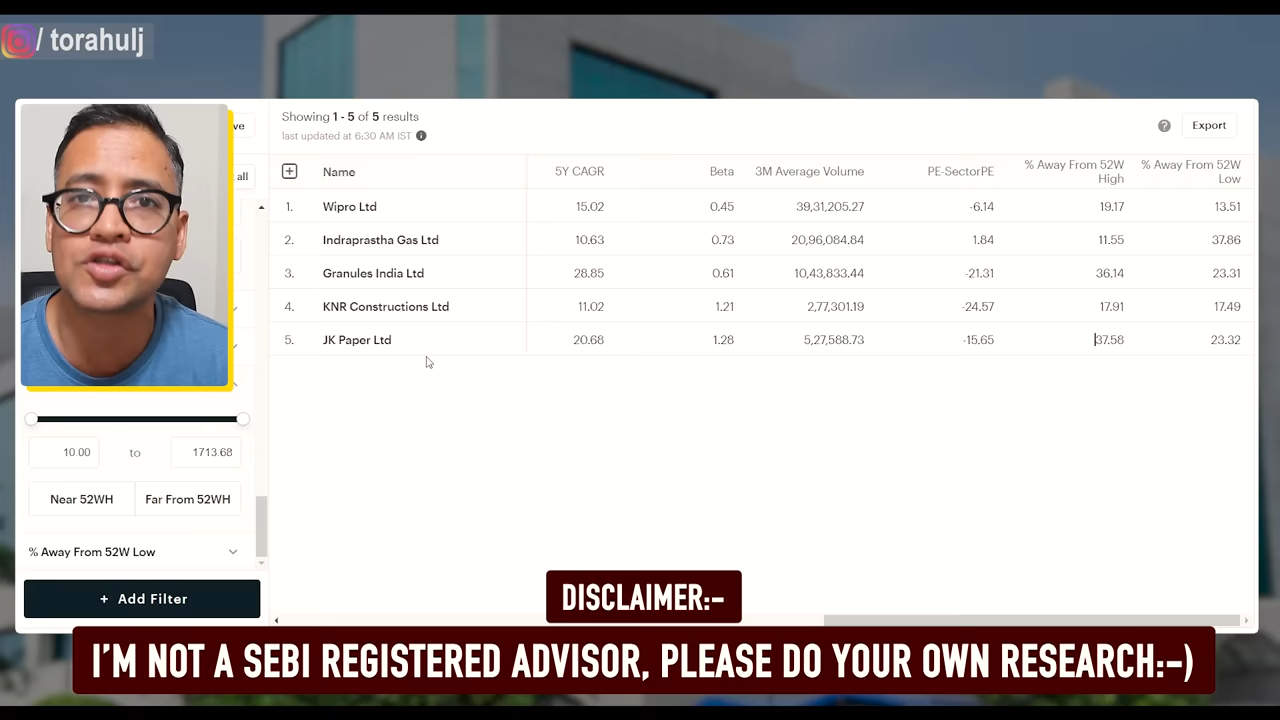 / torahulj
Showing 1 - 5 of 5 results
last updated at 6:30 AM IST
Export
all
Name 5Y CAGR Beta 3M Average Volume PE-SectorPE % Away From 52W High % Away From 52W Low
1. Wipro Ltd 15.02 0.45 39,31,205.27 -6.14 19.17 13.51
2. Indraprastha Gas Ltd 10.63 0.73 20,96,084.84 1.84 11.55 37.86
3. Granules India Ltd 28.85 0.61 10,43,833.44 -21.31 36.14 23.31
4. KNR Constructions Ltd 11.02 1.21 2,77,301.19 -24.57 17.91 17.49
5. JK Paper Ltd 20.68 1.28 5,27,588.73 -15.65 37.58 23.32
10.00 to 1713.68
Near 52WH Far From 52WH
% Away From 52W Low
+ Add Filter
DISCLAIMER:-
I'M NOT A SEBI REGISTERED ADVISOR, PLEASE DO YOUR OWN RESEARCH:-)